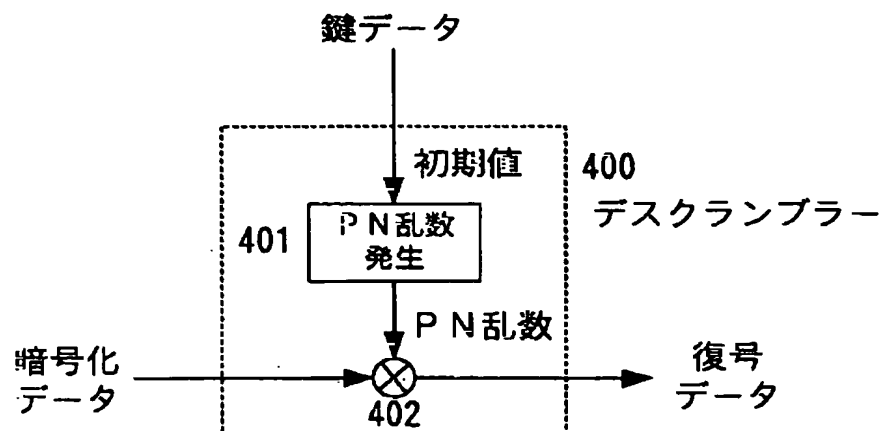 鍵データ
初期値
400
デスクランブラー
401
PN乱数
発生
PN乱数
暗号化
データ
402
復号
データ